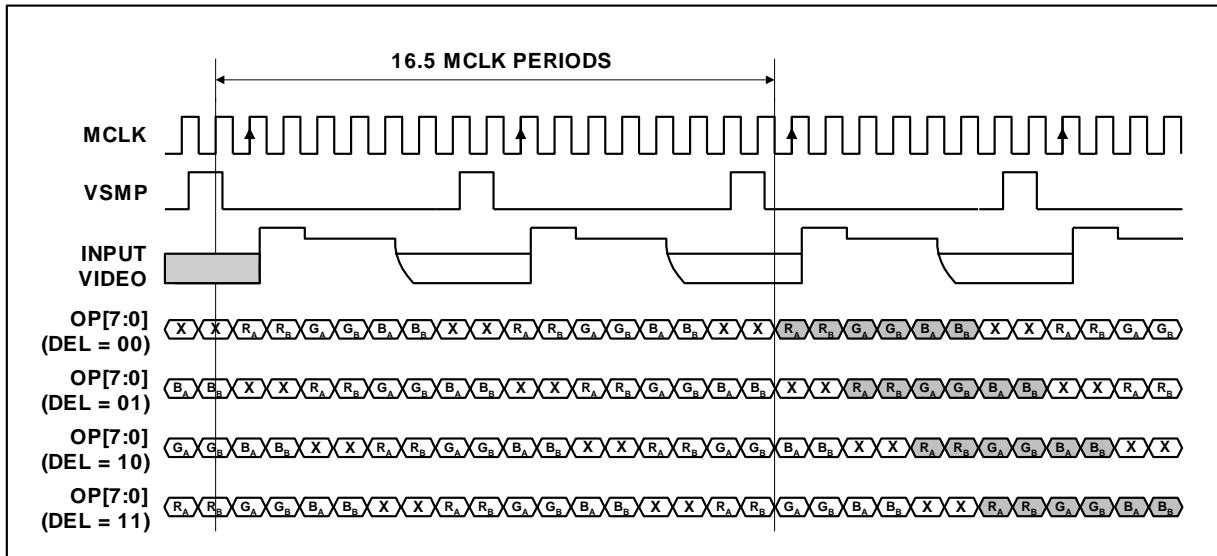 16.5 MCLK PERIODS
MCLK
VSMP
INPUT
VIDEO
OP[7:0]
(DEL = 00)
X X RA RB GA GB BA BB X X RA RB GA GB BA BB X X RA RB GA GB BA BB X X RA RB GA GB
OP[7:0]
(DEL = 01)
BA BB X X RA RB GA GB BA BB X X RA RB GA GB BA BB X X RA RB GA GB BA BB X X RA RB
OP[7:0]
(DEL = 10)
GA GB BA BB X X RA RB GA GB BA BB X X RA RB GA GB BA BB X X RA RB GA GB BA BB X X
OP[7:0]
(DEL = 11)
RA RB GA GB BA BB X X RA RB GA GB BA BB X X RA RB GA GB BA BB X X RA RB GA GB BA BB